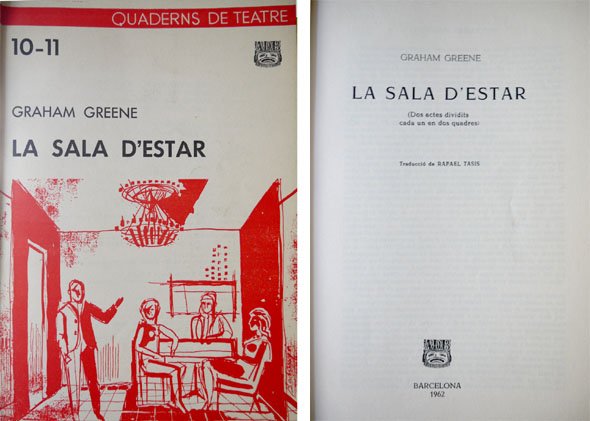 QUADERNS DE TEATRE
10-11
GRAHAM GREENE
LA SALA D'ESTAR
GRAHAM GREENE
LA SALA D'ESTAR
(Dos actes dividits
cada un en dos quadres)
Traducció de RAFAEL TASIS
BARCELONA
1962